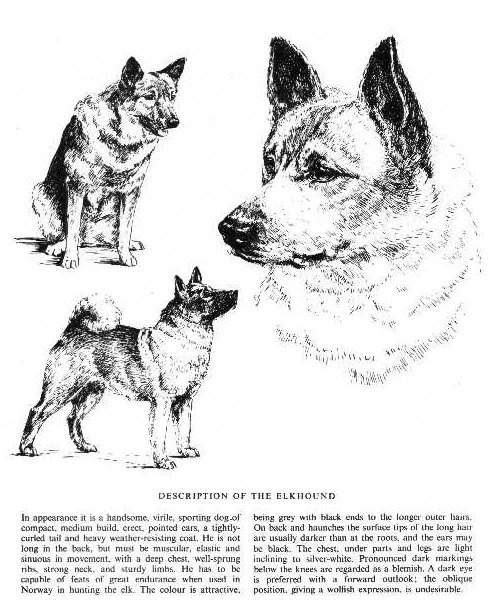 DESCRIPTION OF THE ELKHOUND
In appearance it is a handsome, virile, sporting dog.of
compact, medium build, erect, pointed ears, a tightly-
curled tail and heavy weather-resisting coat. He is not
long in the back, but must be muscular, elastic and
sinuous in movement, with a deep chest, well-sprung
ribs, strong neck, and sturdy limbs. He has to be
capable of feats of great endurance when used in
Norway in hunting the elk. The colour is attractive,
being grey with black ends to the longer outer hairs.
On back and haunches the surface tips of the long hair
are usually darker than at the roots, and the ears may
be black. The chest, under parts and legs are light
inclining to silver-white. Pronounced dark markings
below the knees are regarded as a blemish. A dark eye
is preferred with a forward outlook; the oblique
position, giving a wolfish expression, is undesirable.